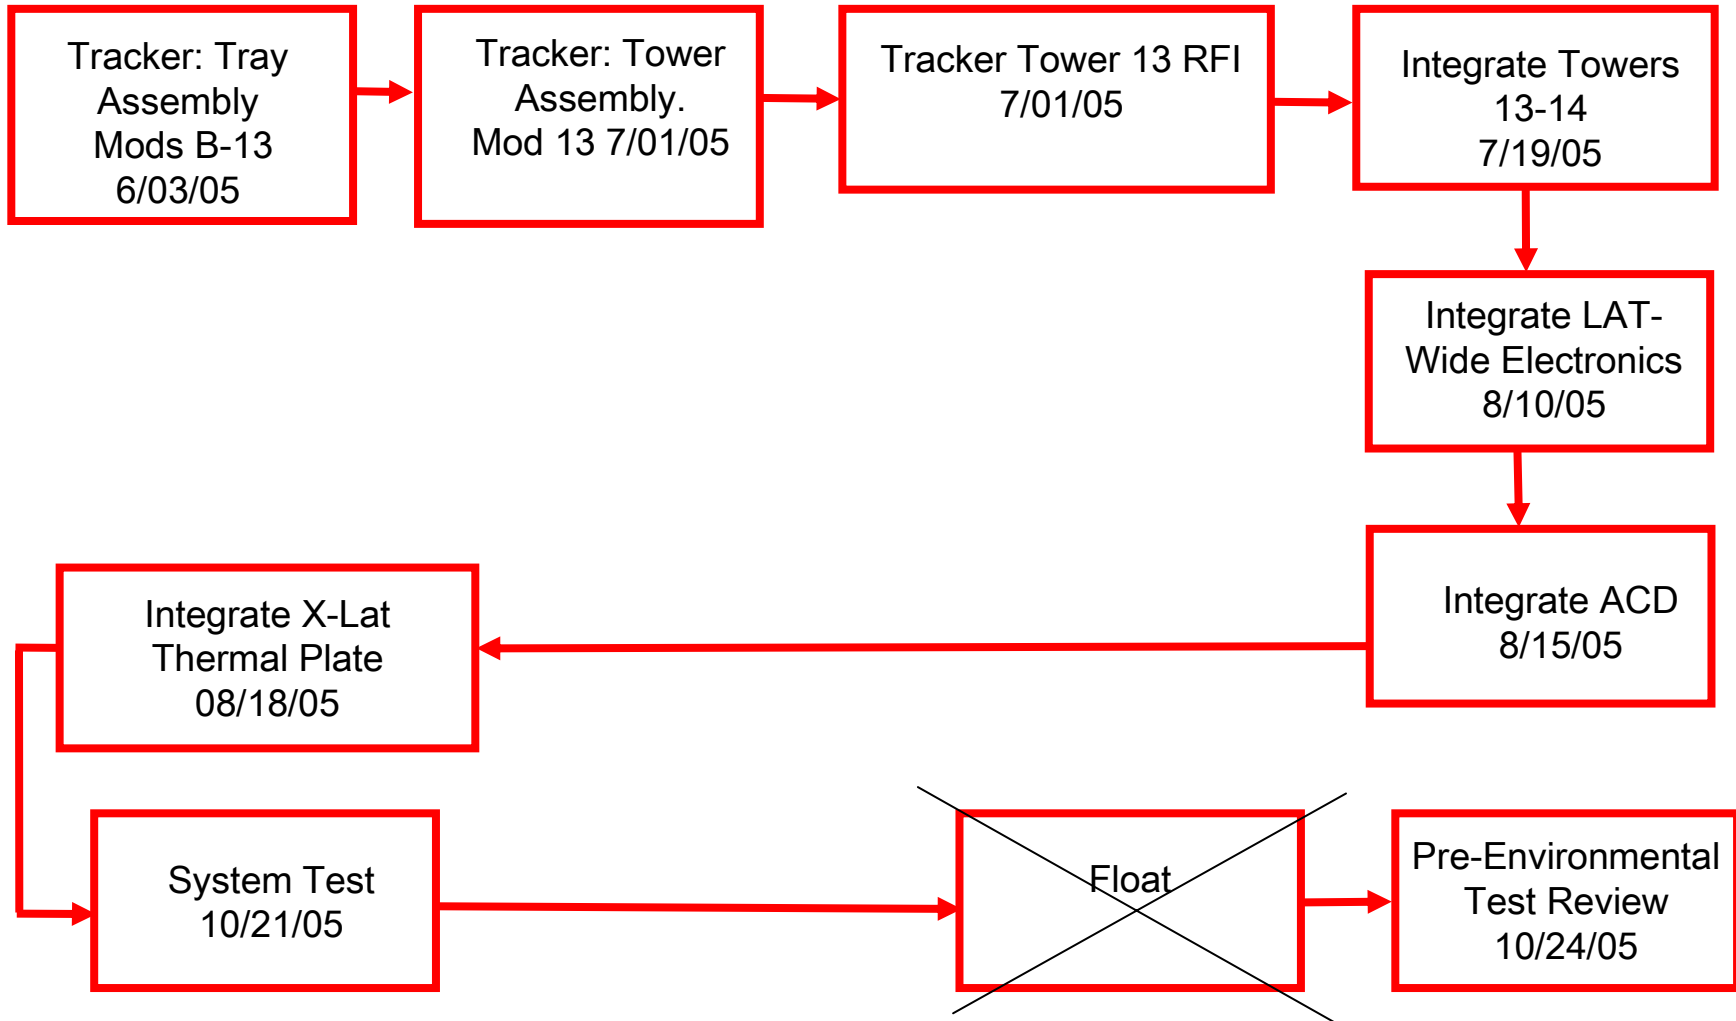 Tracker: Tray
Assembly
Mods B-13
6/03/05
Tracker: Tower
Assembly.
Mod 13 7/01/05
Tracker Tower 13 RFI
7/01/05
Integrate Towers
13-14
7/19/05
Integrate LAT-
Wide Electronics
8/10/05
Integrate ACD
8/15/05
Integrate X-Lat
Thermal Plate
08/18/05
System Test
10/21/05
Float
Pre-Environmental
Test Review
10/24/05